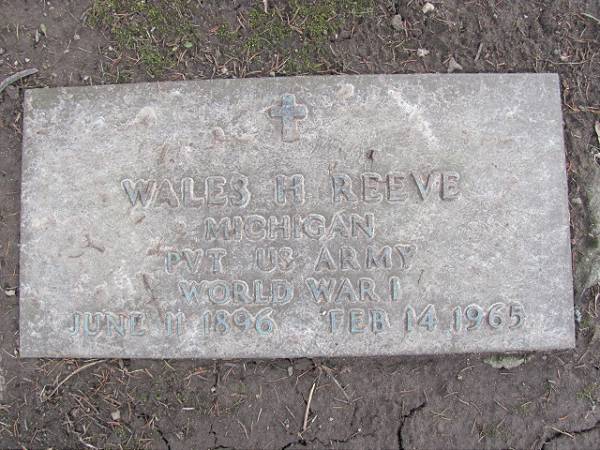 WALES H REEVE
MICHIGAN
PVT US ARMY
WORLD WAR I
JUNE 11 1896 FEB 14 1965